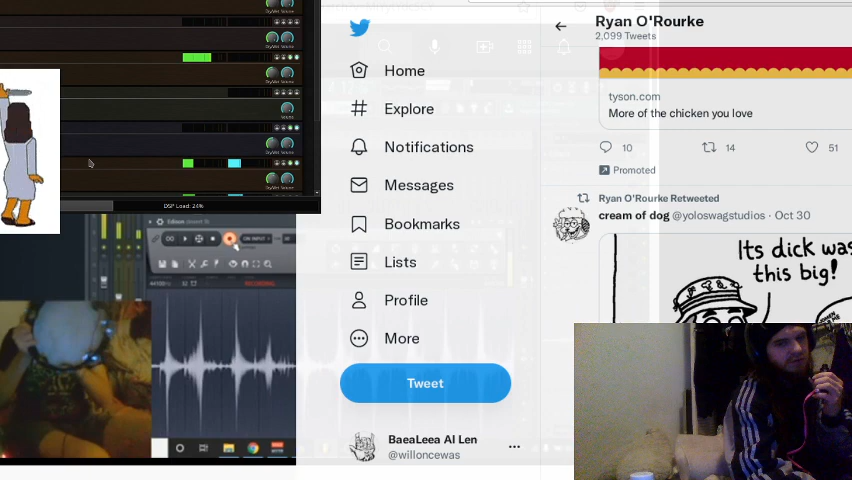 Ryan O'Rourke
2,099 Tweets
Home
Explore
Notifications
Messages
Bookmarks
Lists
Profile
More
Tweet
BaeaLeea AI Len
@willoncewas
tyson.com
More of the chicken you love
10
14
51
Promoted
Ryan O'Rourke Retweeted
cream of dog @yoloswagstudios · Oct 30
Its dick was
this big!
DSP Load: 24%